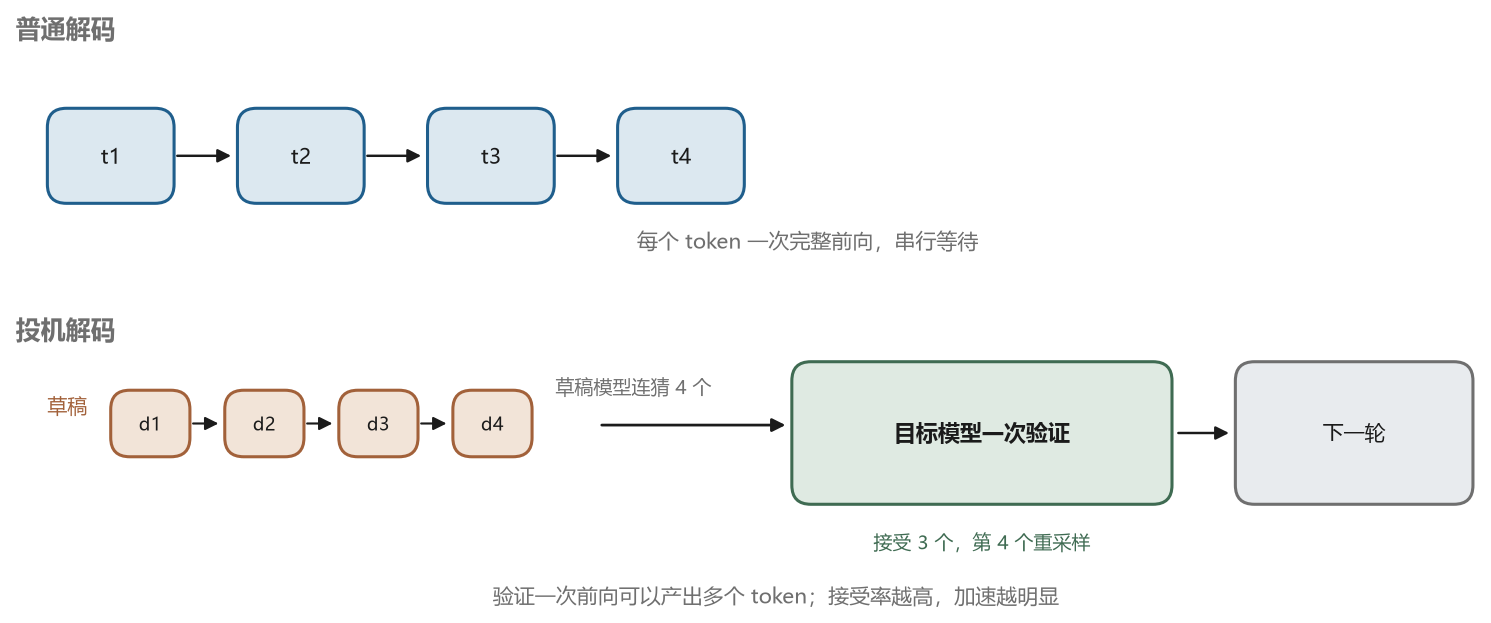 普通解码
t1
t2
t3
t4
每个 token 一次完整前向，串行等待
投机解码
草稿
d1
d2
d3
d4
草稿模型连猜 4 个
目标模型一次验证
下一轮
接受 3 个，第 4 个重采样
验证一次前向可以产出多个 token；接受率越高，加速越明显